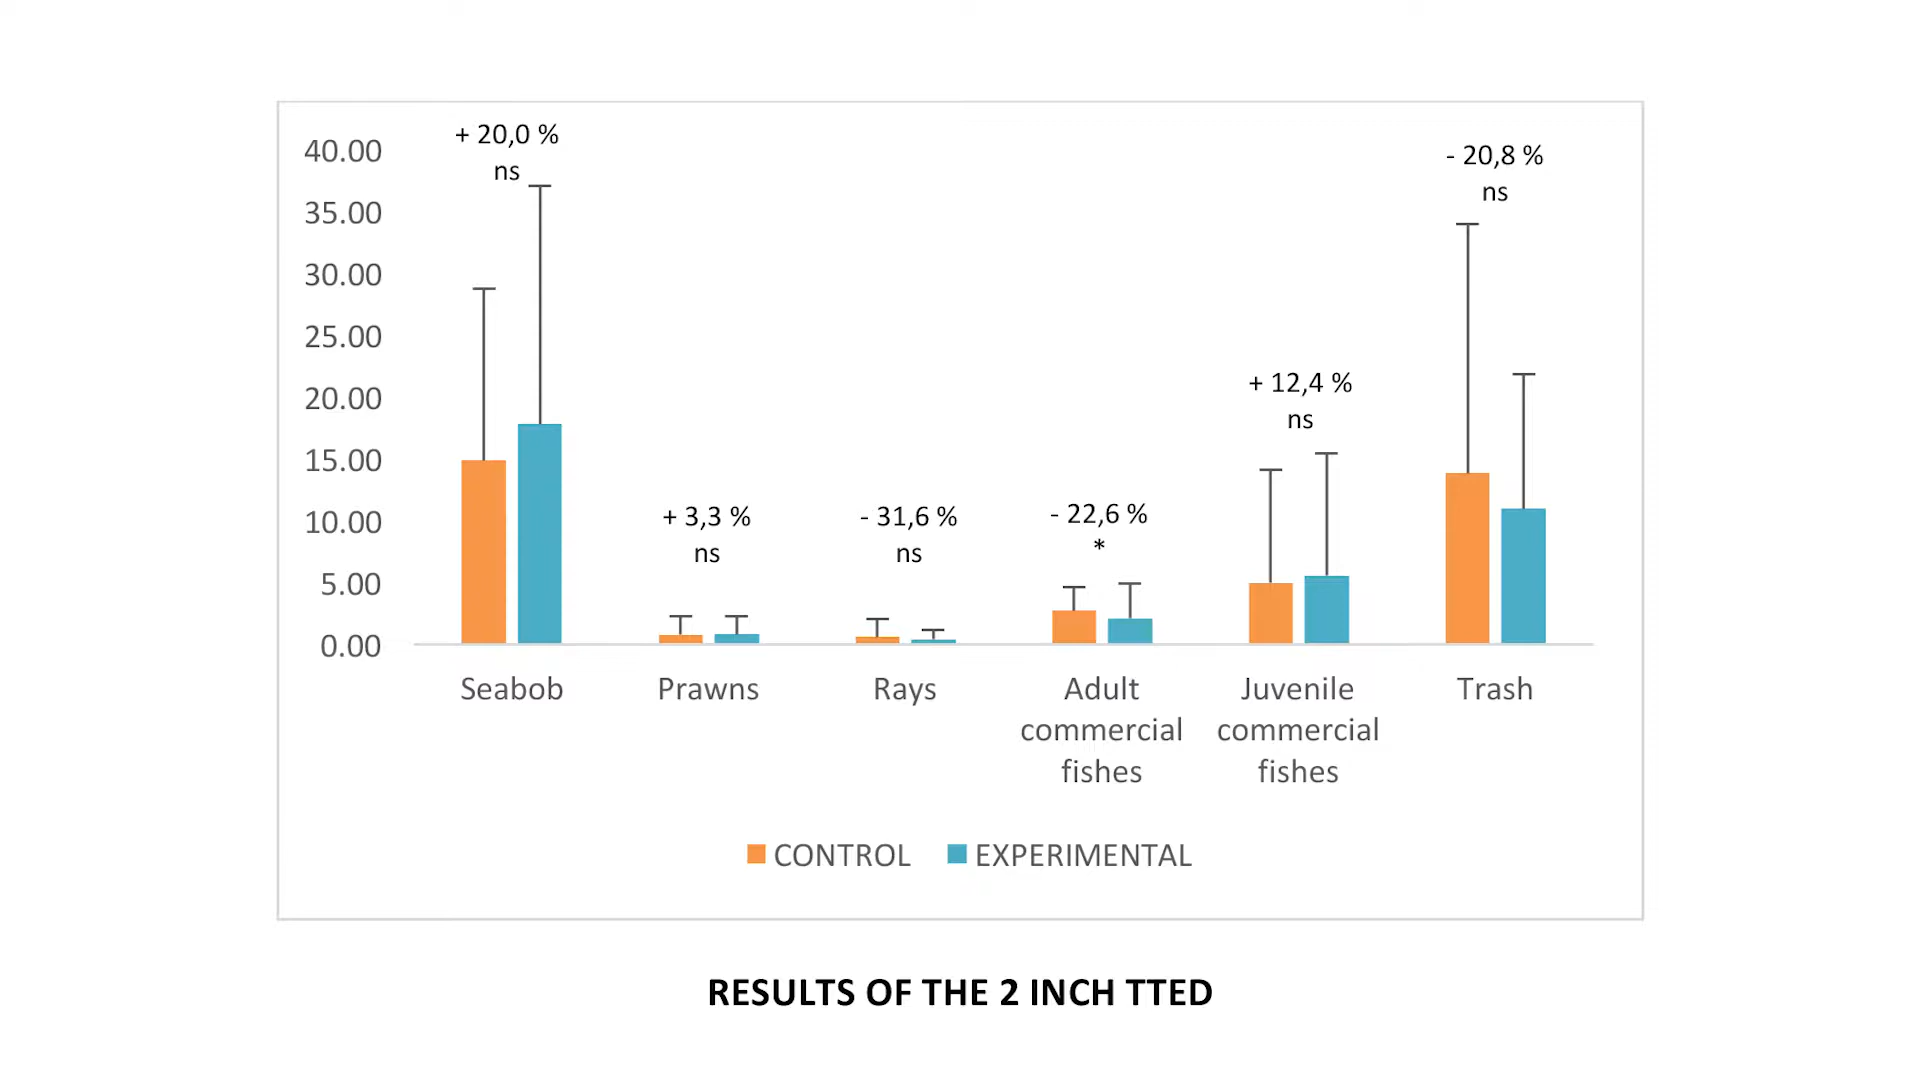 + 20,0 %
ns
- 20,8 %
ns
40.00
35.00
30.00
25.00
20.00
15.00
10.00
5.00
0.00
+ 12,4 %
ns
+ 3,3 %
ns
- 31,6 %
ns
- 22,6 %
*
Seabob
Prawns
Rays
Adult
commercial
fishes
Juvenile
commercial
fishes
Trash
CONTROL
EXPERIMENTAL
RESULTS OF THE 2 INCH TTED